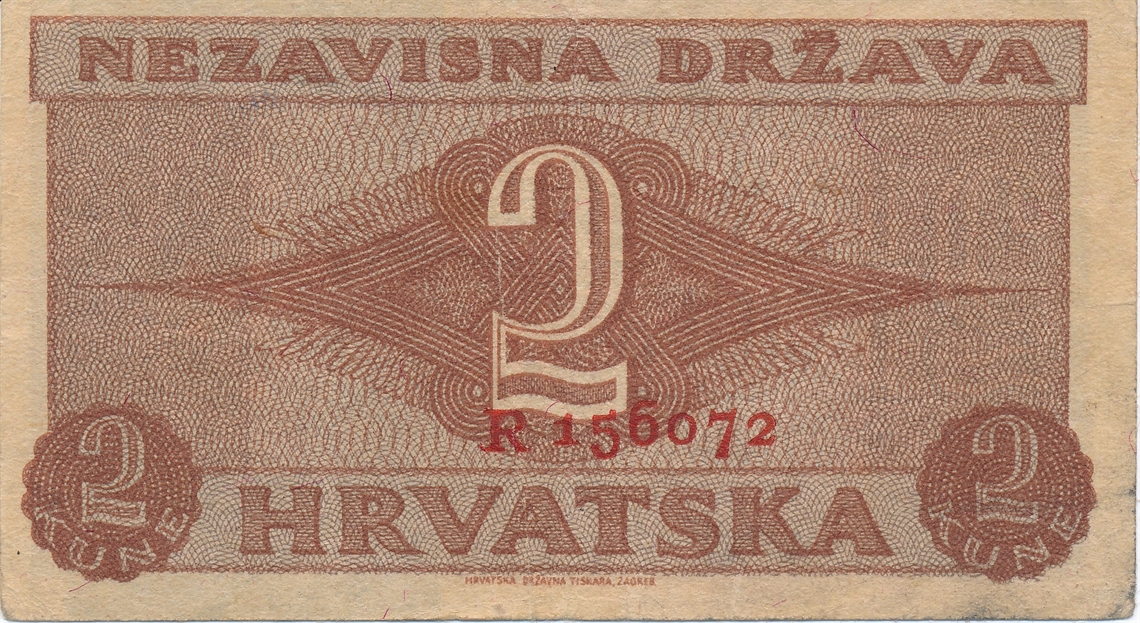 NEZAVISNA DRŽAVA
2
R 156072
2
KUNE
HRVATSKA
2
KUNE
HRVATSKA DRŽAVNA TISKARA, ZAGREB